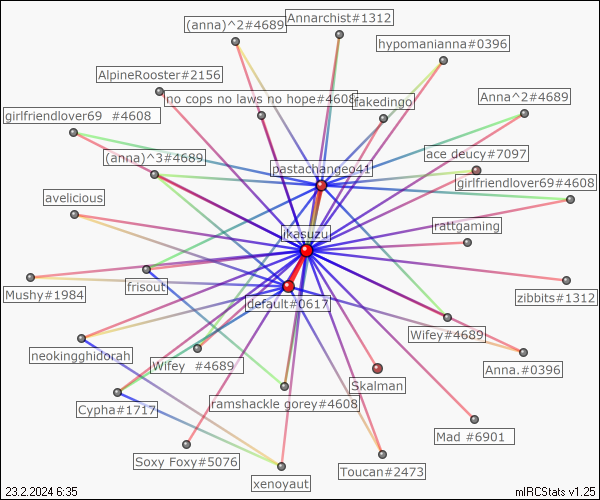 Annarchist#1312
(anna)^2#4689
hypomanianna#0396
AlpineRooster#2156
no cops no laws no hope#4608
fakedingo
Anna^2#4689
girlfriendlover69 #4608
(anna)^3#4689
ace deucy#7097
pastachangeo41
girlfriendlover69#4608
avelicious
rattgaming
ikasuzu
Mushy#1984
frisout
zibbits#1312
default#0617
neokingghidorah
Wifey #4689
Wifey#4689
Anna.#0396
Skalman
Cypha#1717
ramshackle gorey#4608
Mad #6901
Soxy Foxy#5076
Toucan#2473
xenoyaut
23.2.2024 6:35
mIRCStats v1.25